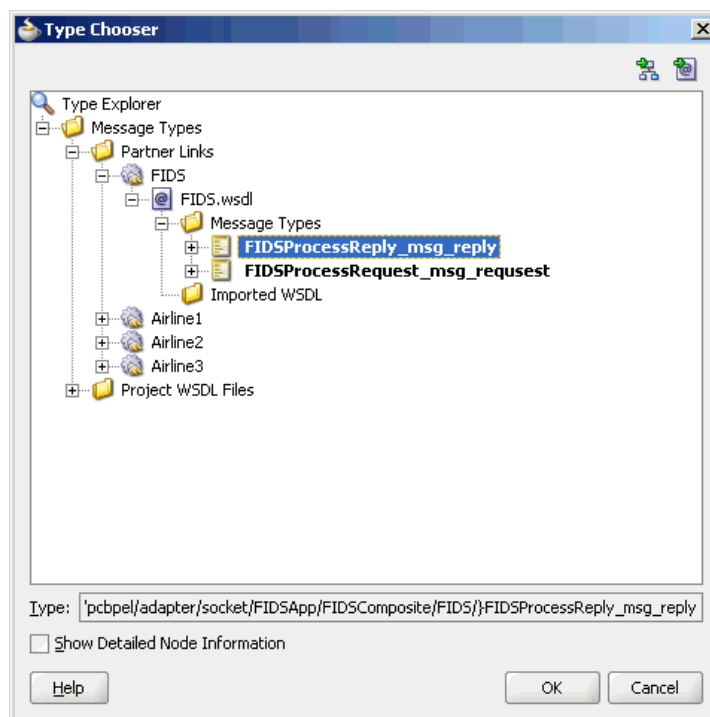 Type Chooser
Type Explorer
Message Types
Partner Links
FIDS
FIDS.wsdl
Message Types
FIDSProcessReply_msg_reply
FIDSProcessRequest_msg_requsest
Imported WSDL
Airline1
Airline2
Airline3
Project WSDL Files
Type: 'pcbpel/adapter/socket/FIDSApp/FIDSComposite/FIDS/}FIDSProcessReply_msg_reply
Show Detailed Node Information
Help OK Cancel